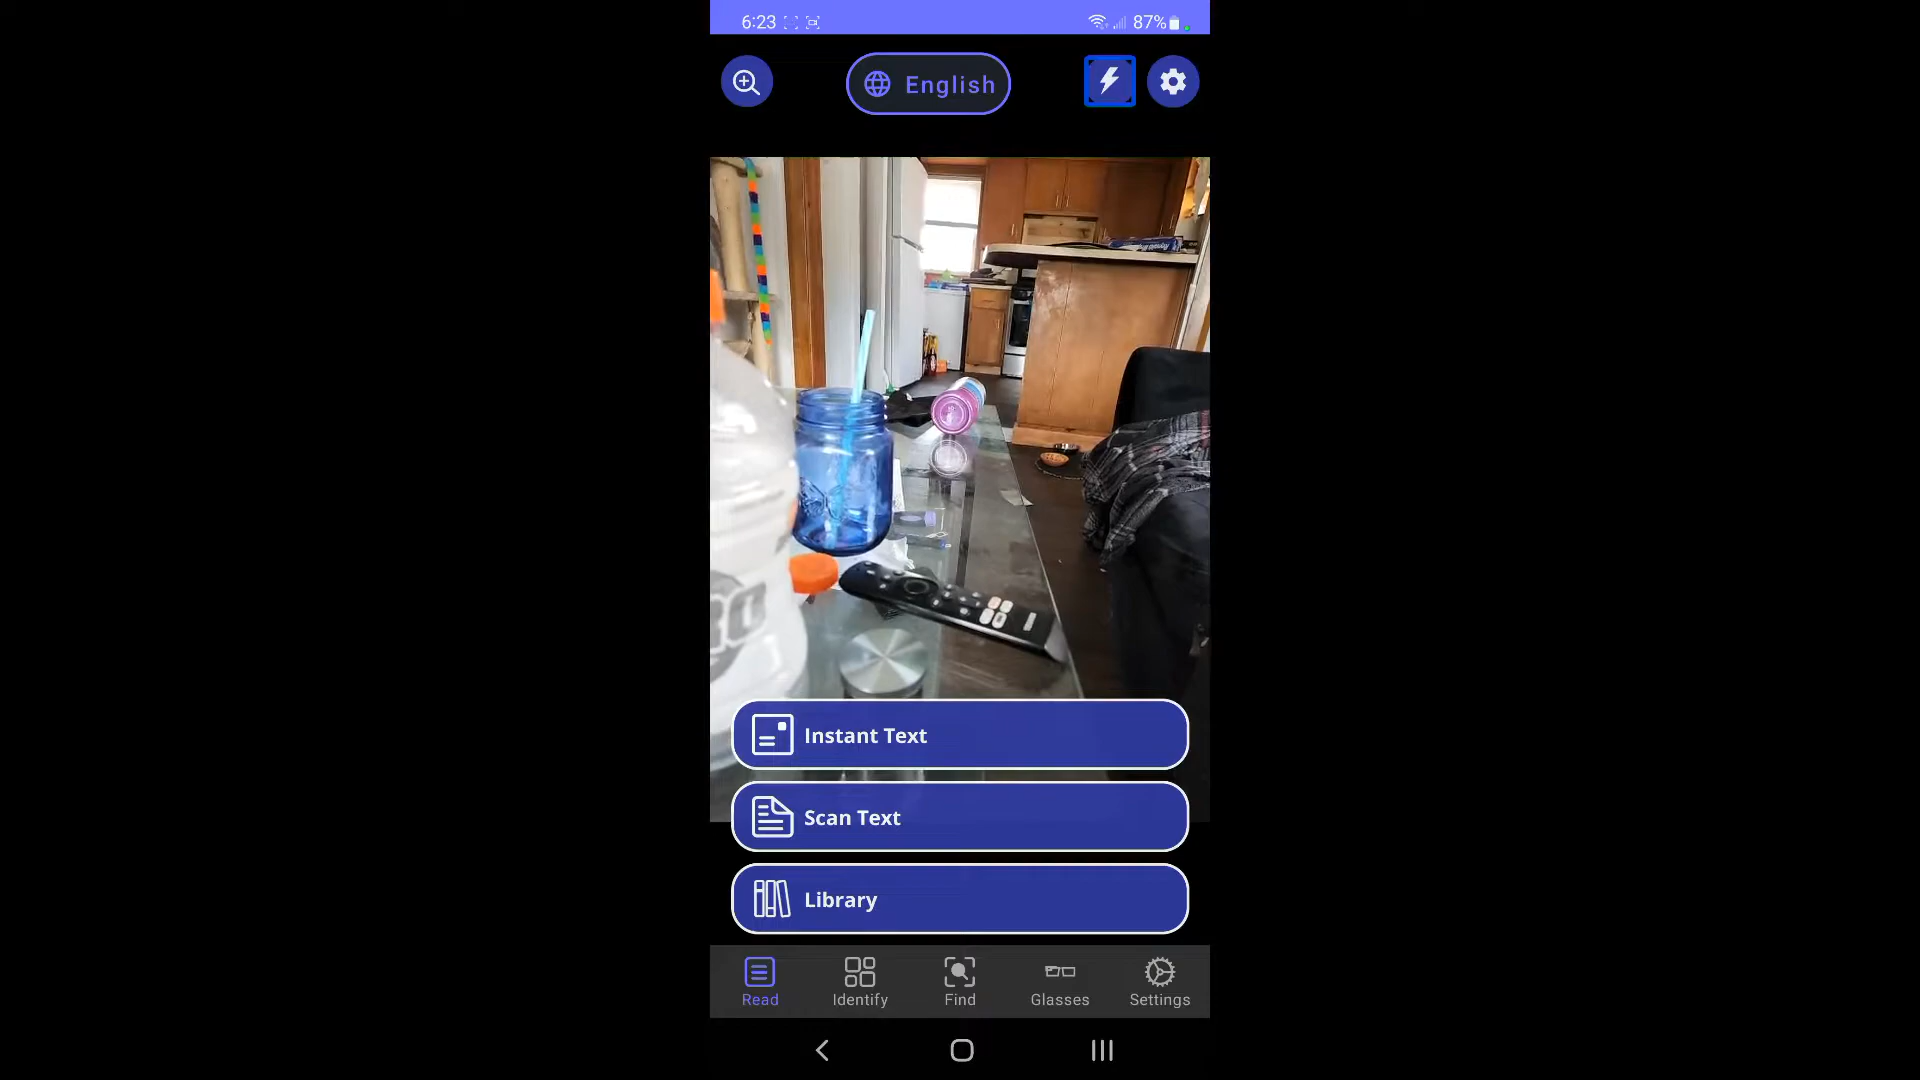 6:23
87%
English
Instant Text
Scan Text
Library
Read
Identify
Find
Glasses
Settings